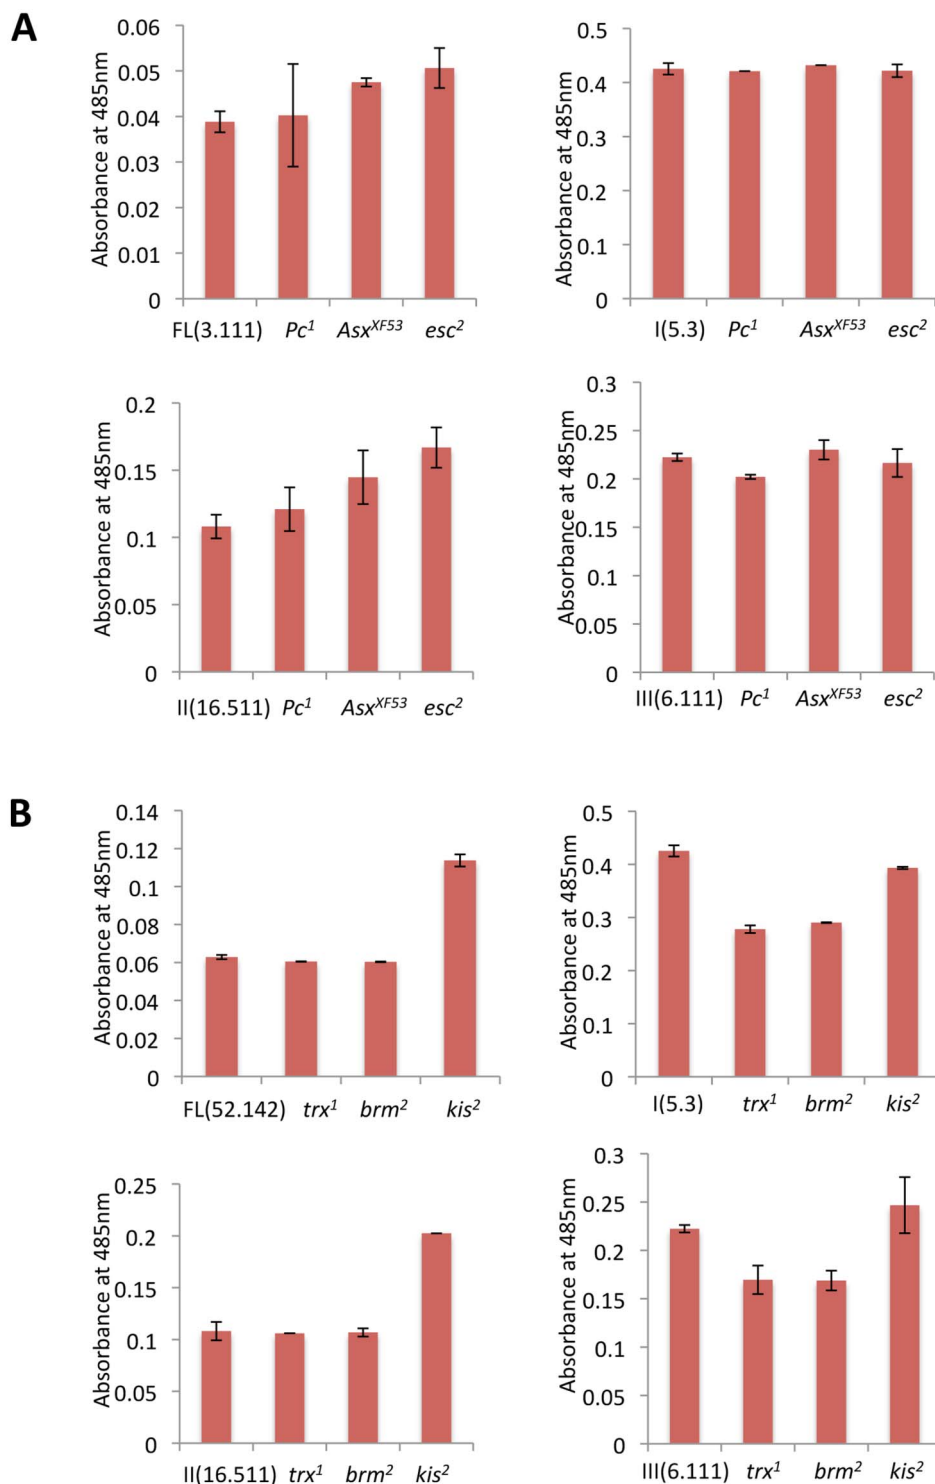 A
Absorbance at 485nm
0.06
0.05
0.04
0.03
0.02
0.01
0
FL(3.111) Pc¹ Asxˣᶠ⁵³ esc²
Absorbance at 485nm
0.5
0.4
0.3
0.2
0.1
0
I(5.3) Pc¹ Asxˣᶠ⁵³ esc²
Absorbance at 485nm
0.2
0.15
0.1
0.05
0
II(16.511) Pc¹ Asxˣᶠ⁵³ esc²
Absorbance at 485nm
0.3
0.25
0.2
0.15
0.1
0.05
0
III(6.111) Pc¹ Asxˣᶠ⁵³ esc²
B
Absorbance at 485nm
0.14
0.12
0.1
0.08
0.06
0.04
0.02
0
FL(52.142) trx¹ brm² kis²
Absorbance at 485nm
0.5
0.4
0.3
0.2
0.1
0
I(5.3) trx¹ brm² kis²
Absorbance at 485nm
0.25
0.2
0.15
0.1
0.05
0
II(16.511) trx¹ brm² kis²
Absorbance at 485nm
0.3
0.25
0.2
0.15
0.1
0.05
0
III(6.111) trx¹ brm² kis²